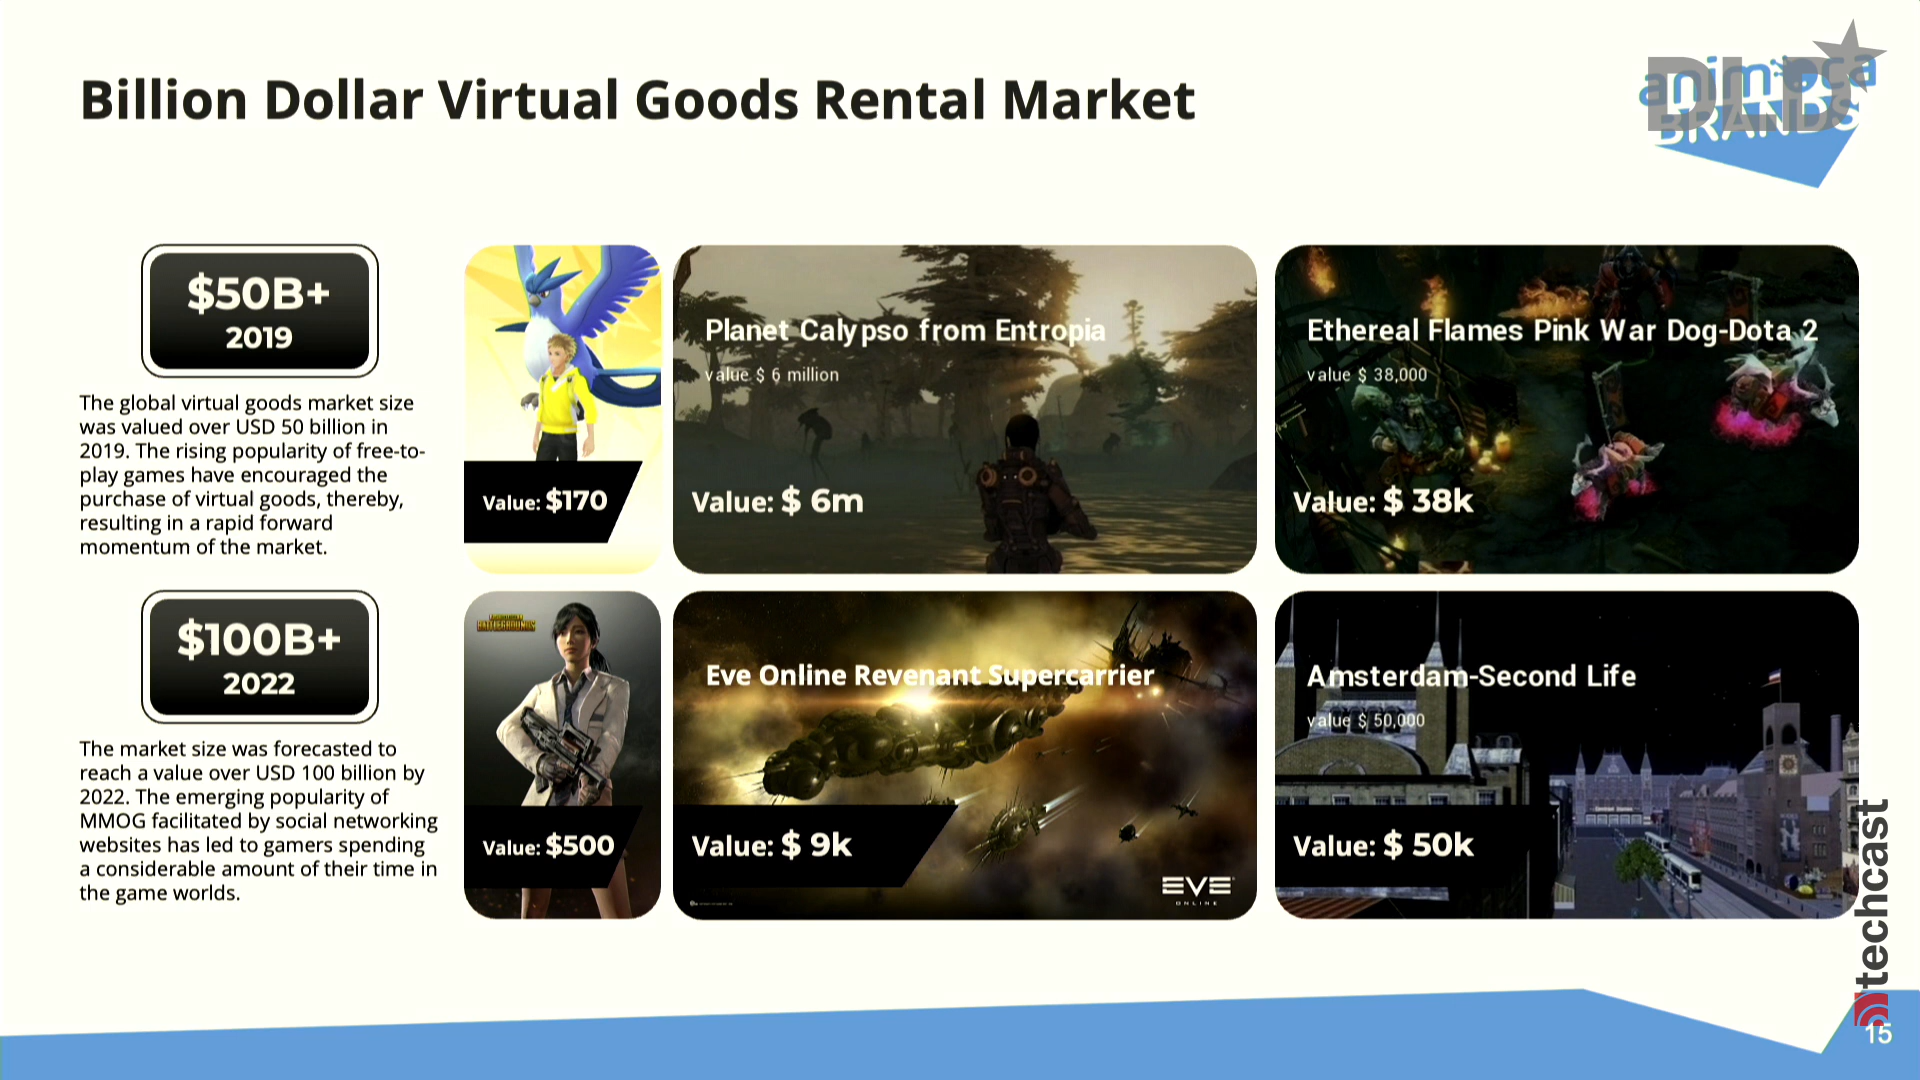 Billion Dollar Virtual Goods Rental Market
animoca
BRANDS
DLD
$50B+
2019
The global virtual goods market size
was valued over USD 50 billion in
2019. The rising popularity of free-to-
play games have encouraged the
purchase of virtual goods, thereby,
resulting in a rapid forward
momentum of the market.
$100B+
2022
The market size was forecasted to
reach a value over USD 100 billion by
2022. The emerging popularity of
MMOG facilitated by social networking
websites has led to gamers spending
a considerable amount of their time in
the game worlds.
Value: $170
Planet Calypso from Entropia
value $ 6 million
Value: $ 6m
Ethereal Flames Pink War Dog-Dota 2
value $ 38,000
Value: $ 38k
BATTLEGROUNDS
Value: $500
Eve Online Revenant Supercarrier
Value: $ 9k
EVE
ONLINE
Amsterdam-Second Life
value $ 50,000
Value: $ 50k
techcast
15